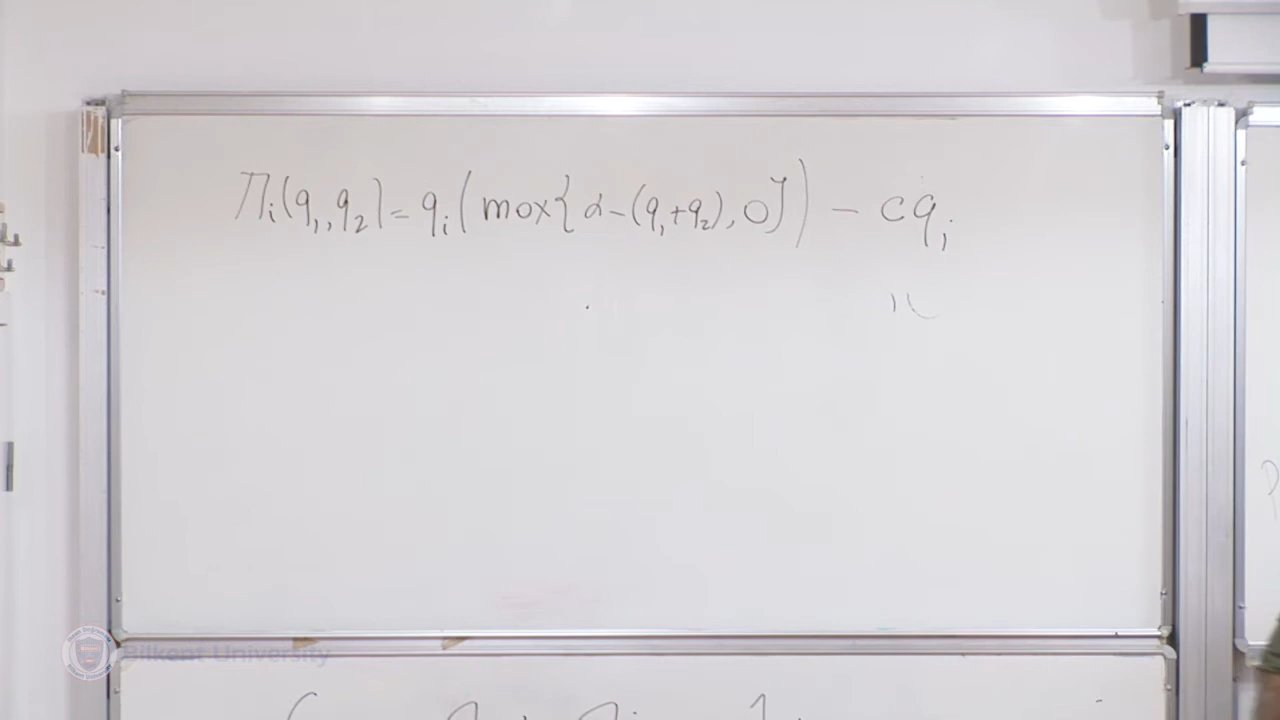 Πi(q1,q2) = qi(max{α-(q1+q2),0}) - cqi
Bilkent University